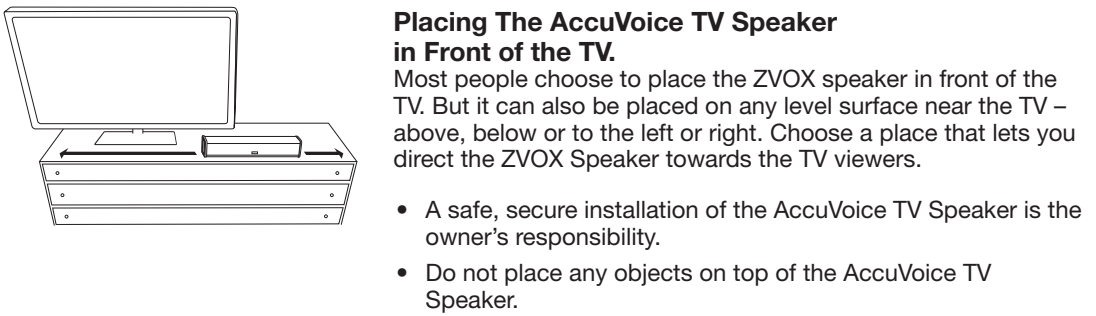 Placing The AccuVoice TV Speaker
in Front of the TV.
Most people choose to place the ZVOX speaker in front of the
TV. But it can also be placed on any level surface near the TV –
above, below or to the left or right. Choose a place that lets you
direct the ZVOX Speaker towards the TV viewers.
• A safe, secure installation of the AccuVoice TV Speaker is the
owner’s responsibility.
• Do not place any objects on top of the AccuVoice TV
Speaker.